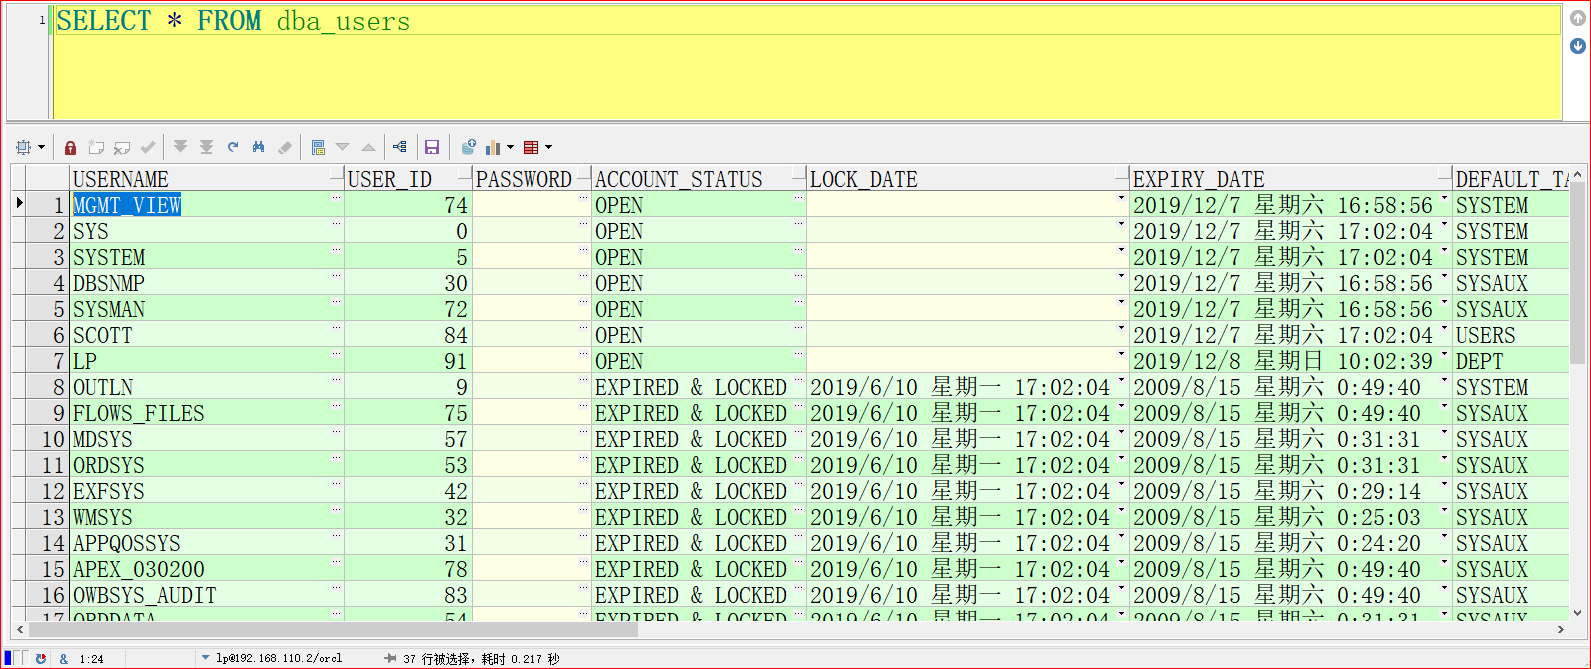 1 SELECT * FROM dba_users
USERNAME USER_ID PASSWORD ACCOUNT_STATUS LOCK_DATE EXPIRY_DATE DEFAULT_TA
1 MGMT_VIEW 74 OPEN 2019/12/7 星期六 16:58:56 SYSTEM
2 SYS 0 OPEN 2019/12/7 星期六 17:02:04 SYSTEM
3 SYSTEM 5 OPEN 2019/12/7 星期六 17:02:04 SYSTEM
4 DBSNMP 30 OPEN 2019/12/7 星期六 16:58:56 SYSAUX
5 SYSMAN 72 OPEN 2019/12/7 星期六 16:58:56 SYSAUX
6 SCOTT 84 OPEN 2019/12/7 星期六 17:02:04 USERS
7 LP 91 OPEN 2019/12/8 星期日 10:02:39 DEPT
8 OUTLN 9 EXPIRED & LOCKED 2019/6/10 星期一 17:02:04 2009/8/15 星期六 0:49:40 SYSTEM
9 FLOWS_FILES 75 EXPIRED & LOCKED 2019/6/10 星期一 17:02:04 2009/8/15 星期六 0:49:40 SYSAUX
10 MDSYS 57 EXPIRED & LOCKED 2019/6/10 星期一 17:02:04 2009/8/15 星期六 0:31:31 SYSAUX
11 ORDSYS 53 EXPIRED & LOCKED 2019/6/10 星期一 17:02:04 2009/8/15 星期六 0:31:31 SYSAUX
12 EXFSYS 42 EXPIRED & LOCKED 2019/6/10 星期一 17:02:04 2009/8/15 星期六 0:29:14 SYSAUX
13 WMSYS 32 EXPIRED & LOCKED 2019/6/10 星期一 17:02:04 2009/8/15 星期六 0:25:03 SYSAUX
14 APPQOSSYS 31 EXPIRED & LOCKED 2019/6/10 星期一 17:02:04 2009/8/15 星期六 0:24:20 SYSAUX
15 APEX_030200 78 EXPIRED & LOCKED 2019/6/10 星期一 17:02:04 2009/8/15 星期六 0:49:40 SYSAUX
16 OWBSYS_AUDIT 83 EXPIRED & LOCKED 2019/6/10 星期一 17:02:04 2009/8/15 星期六 0:49:40 SYSAUX
17 ORDDATA 54 EXPIRED & LOCKED 2019/6/10 星期一 17:02:04 2009/8/15 星期六 0:31:31 SYSAUX
& 1:24 lp@192.168.110.2/orcl 37 行被选择，耗时 0.217 秒